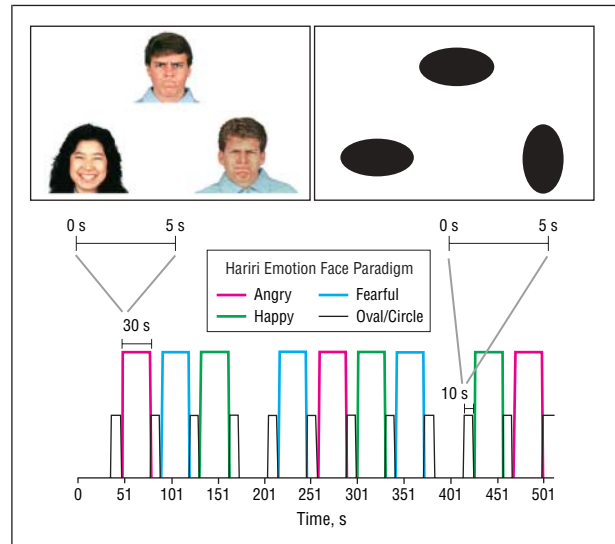 0 s 5 s
0 s 5 s
Hariri Emotion Face Paradigm
Angry Fearful
Happy Oval/Circle
30 s
10 s
0 51 101 151 201 251 301 351 401 451 501
Time, s